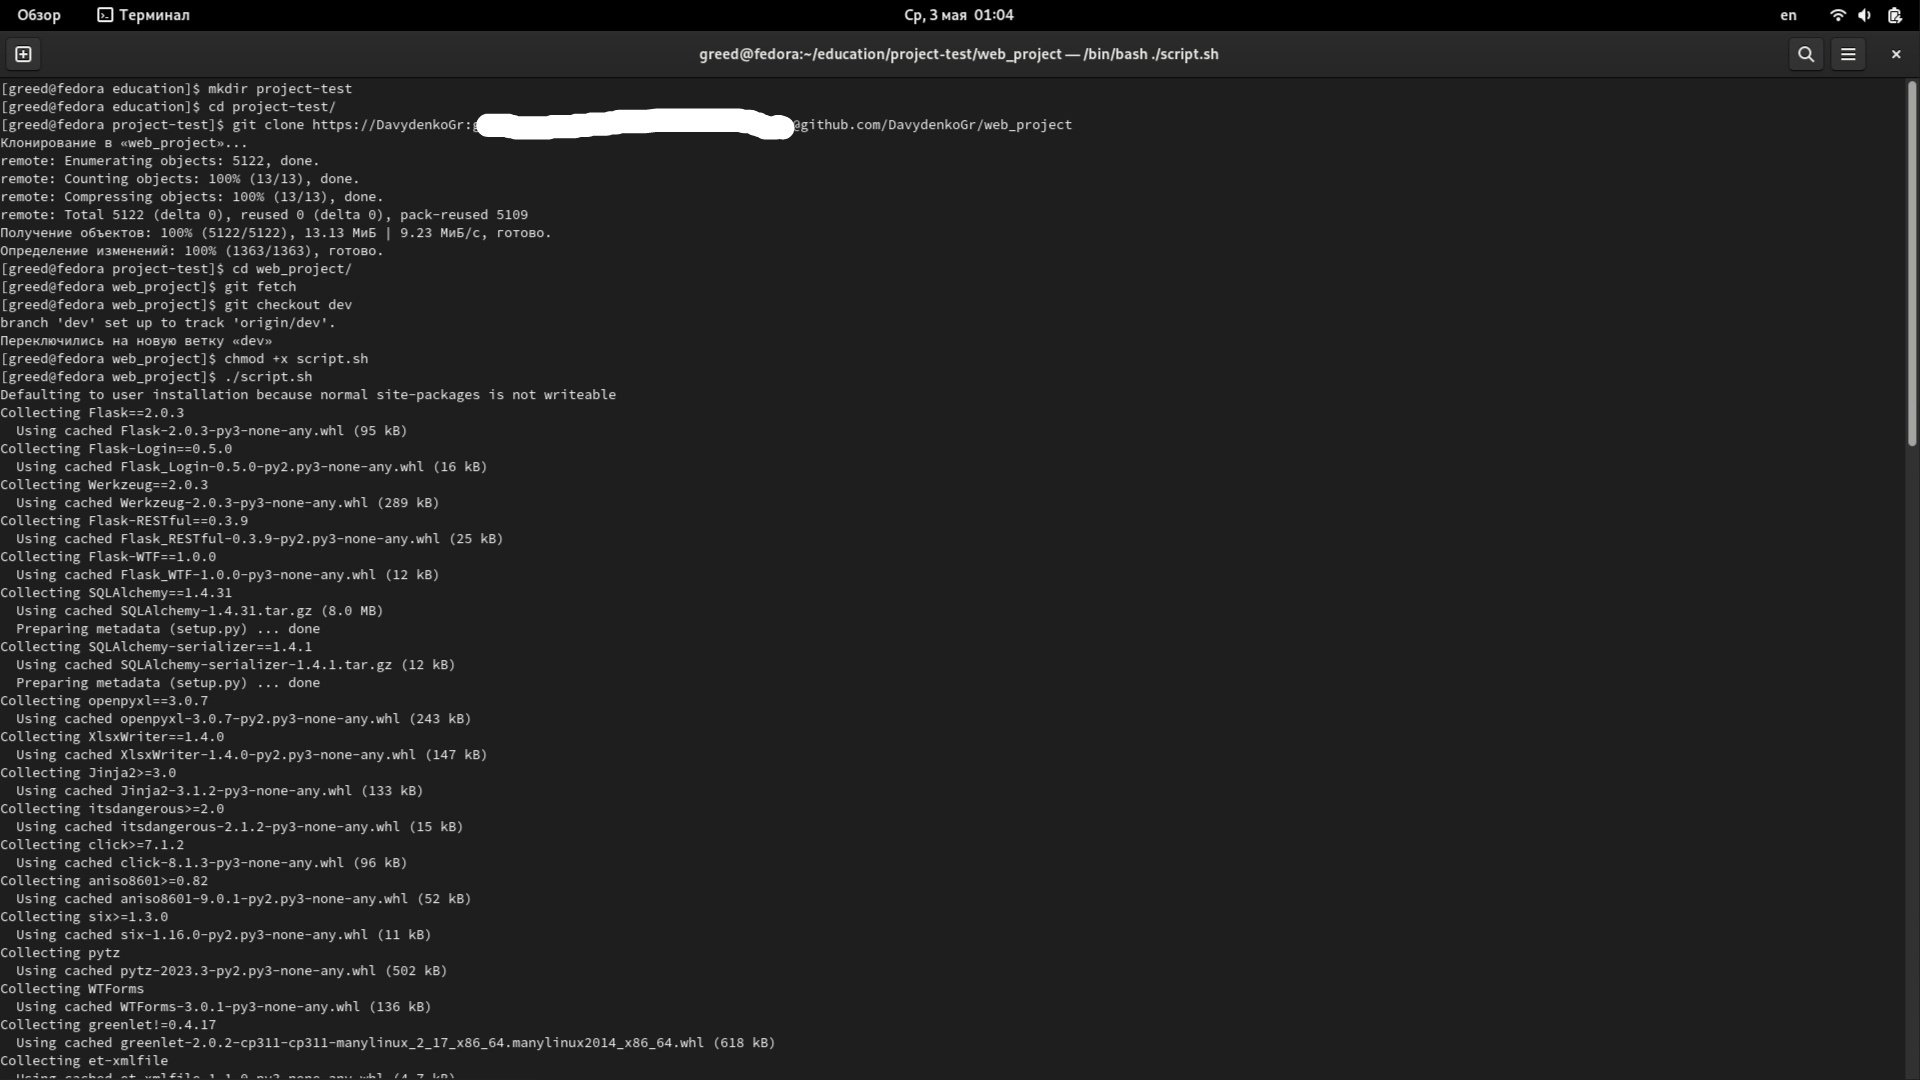 Обзор Терминал Ср, 3 мая 01:04 en
greed@fedora:~/education/project-test/web_project — /bin/bash ./script.sh
[greed@fedora education]$ mkdir project-test
[greed@fedora education]$ cd project-test/
[greed@fedora project-test]$ git clone https://DavydenkoGr: @github.com/DavydenkoGr/web_project
Клонирование в «web_project»...
remote: Enumerating objects: 5122, done.
remote: Counting objects: 100% (13/13), done.
remote: Compressing objects: 100% (13/13), done.
remote: Total 5122 (delta 0), reused 0 (delta 0), pack-reused 5109
Получение объектов: 100% (5122/5122), 13.13 МиБ | 9.23 МиБ/с, готово.
Определение изменений: 100% (1363/1363), готово.
[greed@fedora project-test]$ cd web_project/
[greed@fedora web_project]$ git fetch
[greed@fedora web_project]$ git checkout dev
branch 'dev' set up to track 'origin/dev'.
Переключились на новую ветку «dev»
[greed@fedora web_project]$ chmod +x script.sh
[greed@fedora web_project]$ ./script.sh
Defaulting to user installation because normal site-packages is not writeable
Collecting Flask==2.0.3
  Using cached Flask-2.0.3-py3-none-any.whl (95 kB)
Collecting Flask-Login==0.5.0
  Using cached Flask_Login-0.5.0-py2.py3-none-any.whl (16 kB)
Collecting Werkzeug==2.0.3
  Using cached Werkzeug-2.0.3-py3-none-any.whl (289 kB)
Collecting Flask-RESTful==0.3.9
  Using cached Flask_RESTful-0.3.9-py2.py3-none-any.whl (25 kB)
Collecting Flask-WTF==1.0.0
  Using cached Flask_WTF-1.0.0-py3-none-any.whl (12 kB)
Collecting SQLAlchemy==1.4.31
  Using cached SQLAlchemy-1.4.31.tar.gz (8.0 MB)
  Preparing metadata (setup.py) ... done
Collecting SQLAlchemy-serializer==1.4.1
  Using cached SQLAlchemy-serializer-1.4.1.tar.gz (12 kB)
  Preparing metadata (setup.py) ... done
Collecting openpyxl==3.0.7
  Using cached openpyxl-3.0.7-py2.py3-none-any.whl (243 kB)
Collecting XlsxWriter==1.4.0
  Using cached XlsxWriter-1.4.0-py2.py3-none-any.whl (147 kB)
Collecting Jinja2>=3.0
  Using cached Jinja2-3.1.2-py3-none-any.whl (133 kB)
Collecting itsdangerous>=2.0
  Using cached itsdangerous-2.1.2-py3-none-any.whl (15 kB)
Collecting click>=7.1.2
  Using cached click-8.1.3-py3-none-any.whl (96 kB)
Collecting aniso8601>=0.82
  Using cached aniso8601-9.0.1-py2.py3-none-any.whl (52 kB)
Collecting six>=1.3.0
  Using cached six-1.16.0-py2.py3-none-any.whl (11 kB)
Collecting pytz
  Using cached pytz-2023.3-py2.py3-none-any.whl (502 kB)
Collecting WTForms
  Using cached WTForms-3.0.1-py3-none-any.whl (136 kB)
Collecting greenlet!=0.4.17
  Using cached greenlet-2.0.2-cp311-cp311-manylinux_2_17_x86_64.manylinux2014_x86_64.whl (618 kB)
Collecting et-xmlfile
  Using cached et_xmlfile-1.1.0-py3-none-any.whl (4.7 kB)